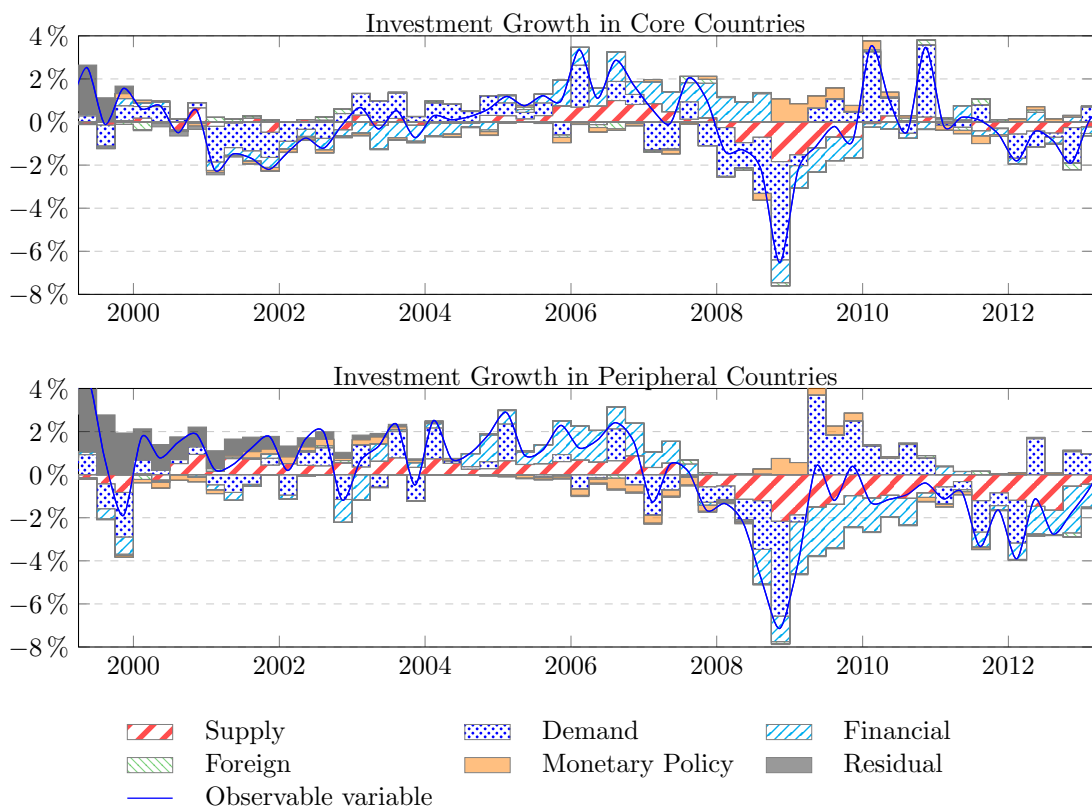 Investment Growth in Core Countries
4 %
2 %
0 %
−2 %
−4 %
−6 %
−8 %
2000 2002 2004 2006 2008 2010 2012
Investment Growth in Peripheral Countries
4 %
2 %
0 %
−2 %
−4 %
−6 %
−8 %
2000 2002 2004 2006 2008 2010 2012
Supply Demand Financial
Foreign Monetary Policy Residual
Observable variable